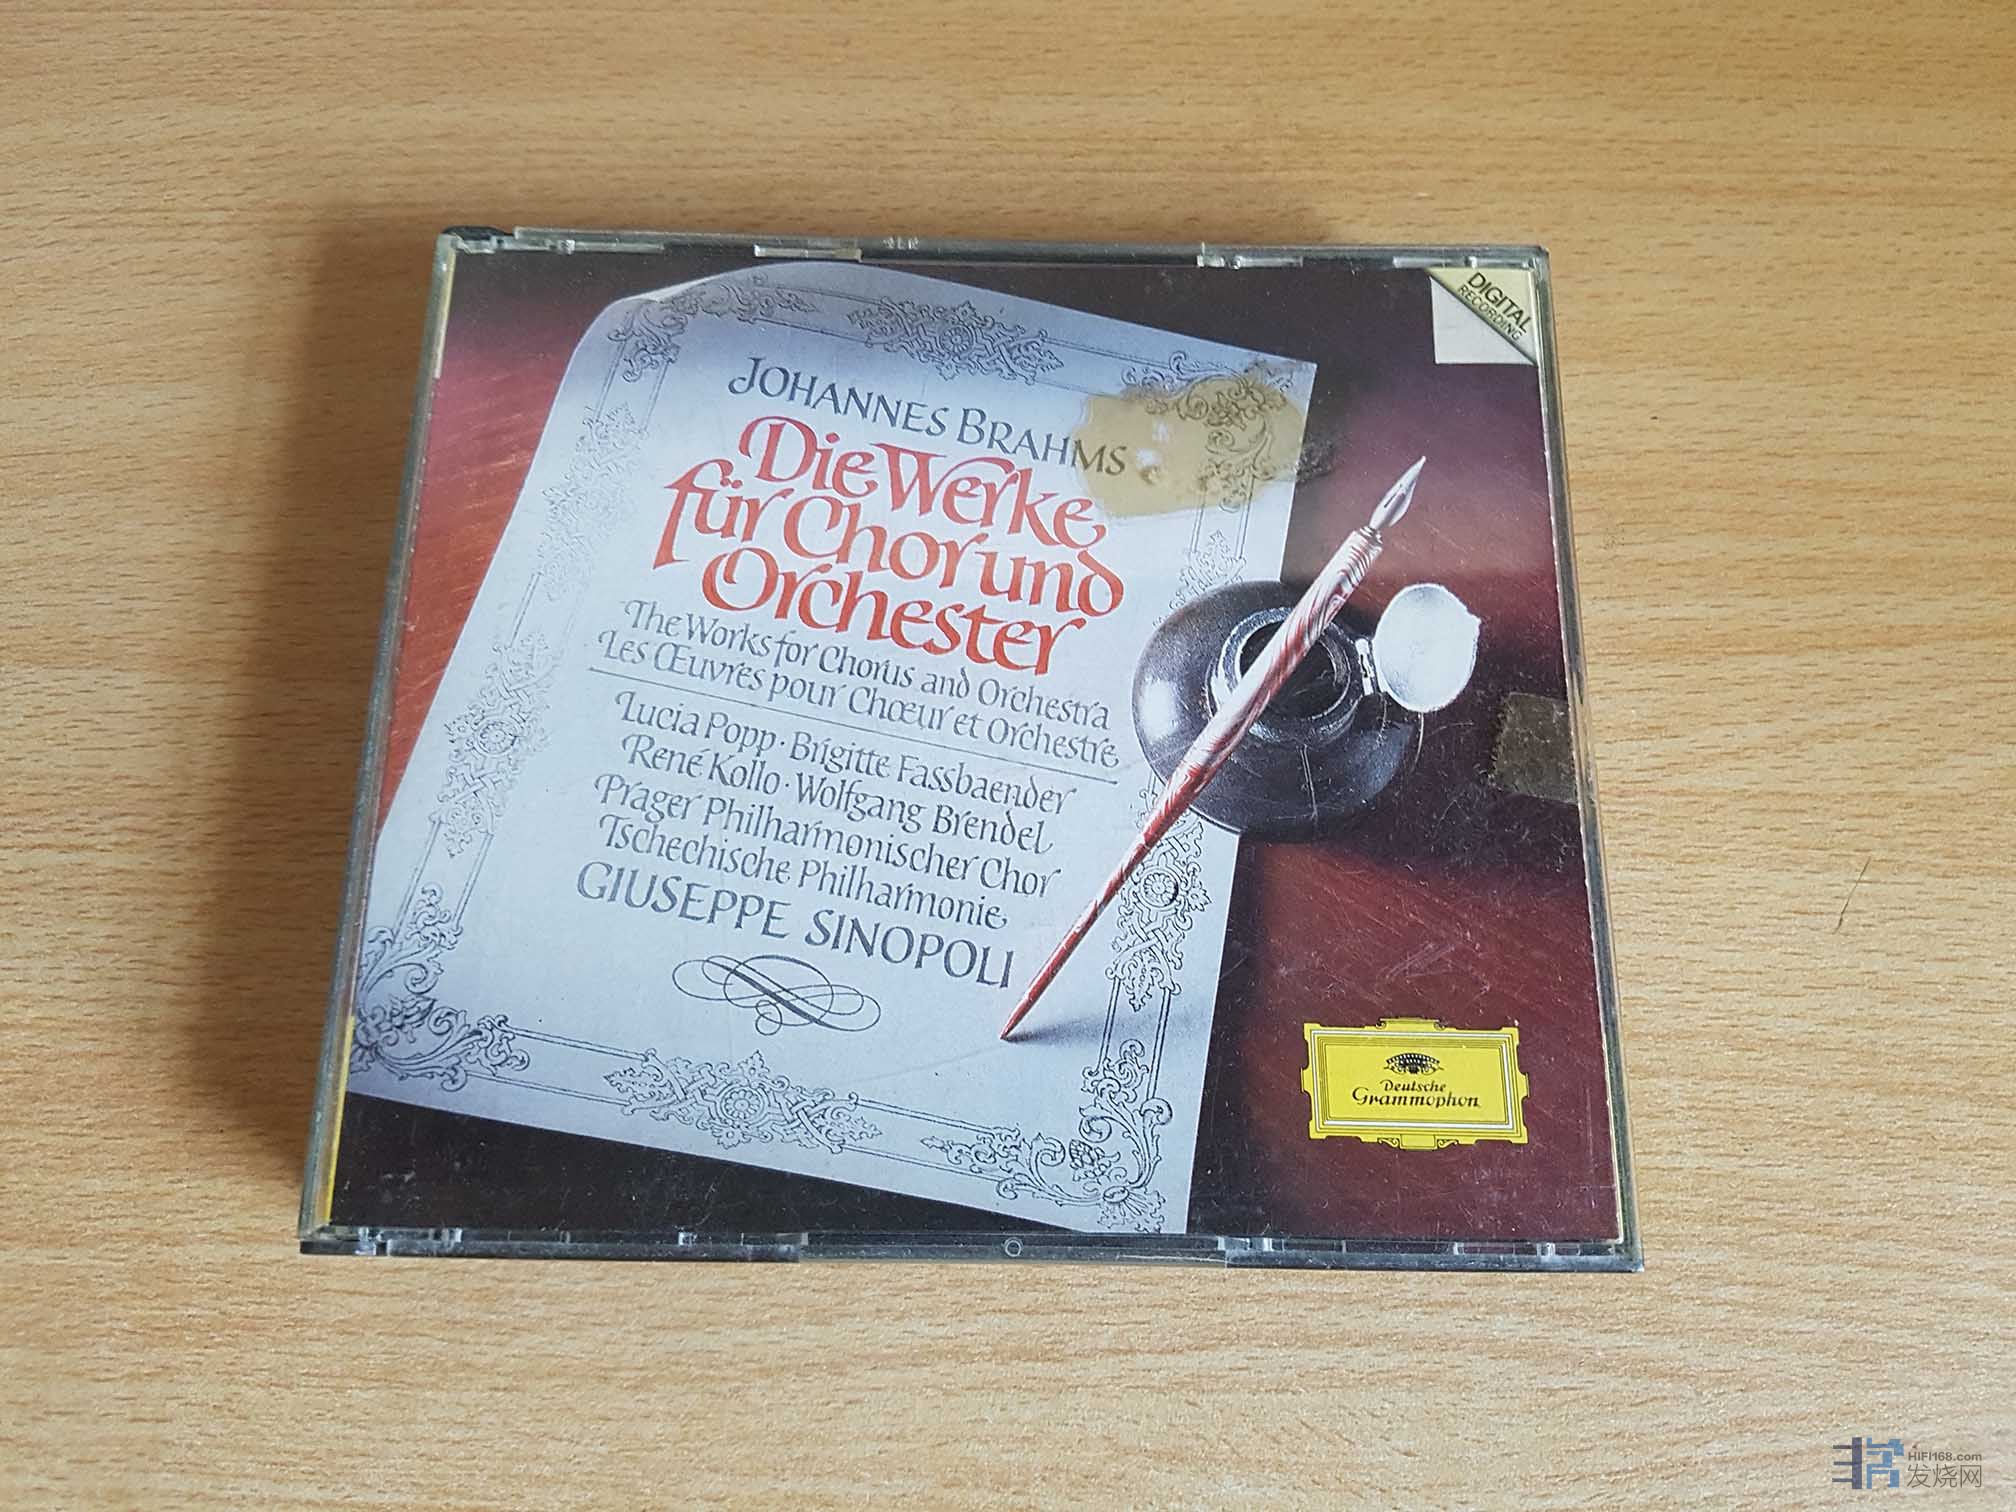 DIGITAL
RECORDING
JOHANNES BRAHMS
Die Werke
für Chor und
Orchester
The Works for Chorus and Orchestra
Les Œuvres pour Chœur et Orchestre
Lucia Popp · Brigitte Fassbaender
René Kollo · Wolfgang Brendel
Prager Philharmonischer Chor
Tschechische Philharmonie
GIUSEPPE SINOPOLI
Deutsche
Grammophon
HIFI168.com
发烧网